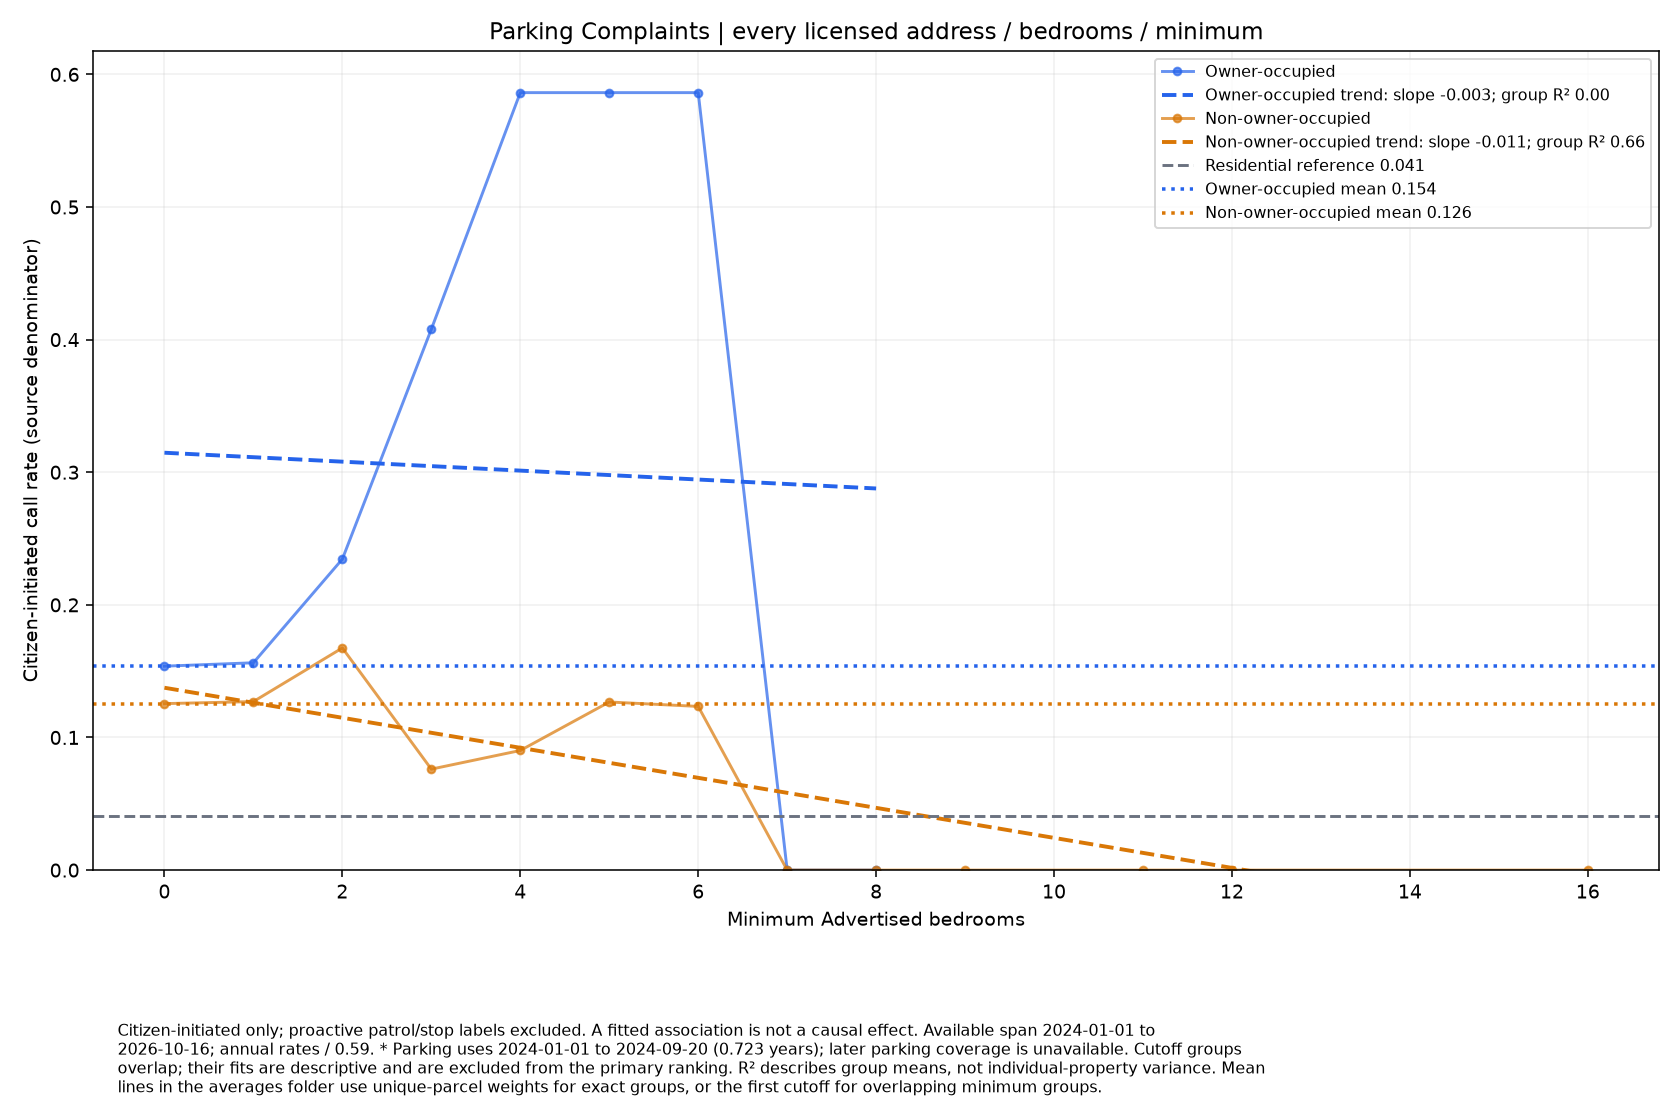 Parking Complaints | every licensed address / bedrooms / minimum
Owner-occupied
Owner-occupied trend: slope -0.003; group R² 0.00
Non-owner-occupied
Non-owner-occupied trend: slope -0.011; group R² 0.66
Residential reference 0.041
Owner-occupied mean 0.154
Non-owner-occupied mean 0.126
Citizen-initiated call rate (source denominator)
0.6
0.5
0.4
0.3
0.2
0.1
0.0
0 2 4 6 8 10 12 14 16
Minimum Advertised bedrooms
Citizen-initiated only; proactive patrol/stop labels excluded. A fitted association is not a causal effect. Available span 2024-01-01 to
2026-10-16; annual rates / 0.59. * Parking uses 2024-01-01 to 2024-09-20 (0.723 years); later parking coverage is unavailable. Cutoff groups
overlap; their fits are descriptive and are excluded from the primary ranking. R² describes group means, not individual-property variance. Mean
lines in the averages folder use unique-parcel weights for exact groups, or the first cutoff for overlapping minimum groups.